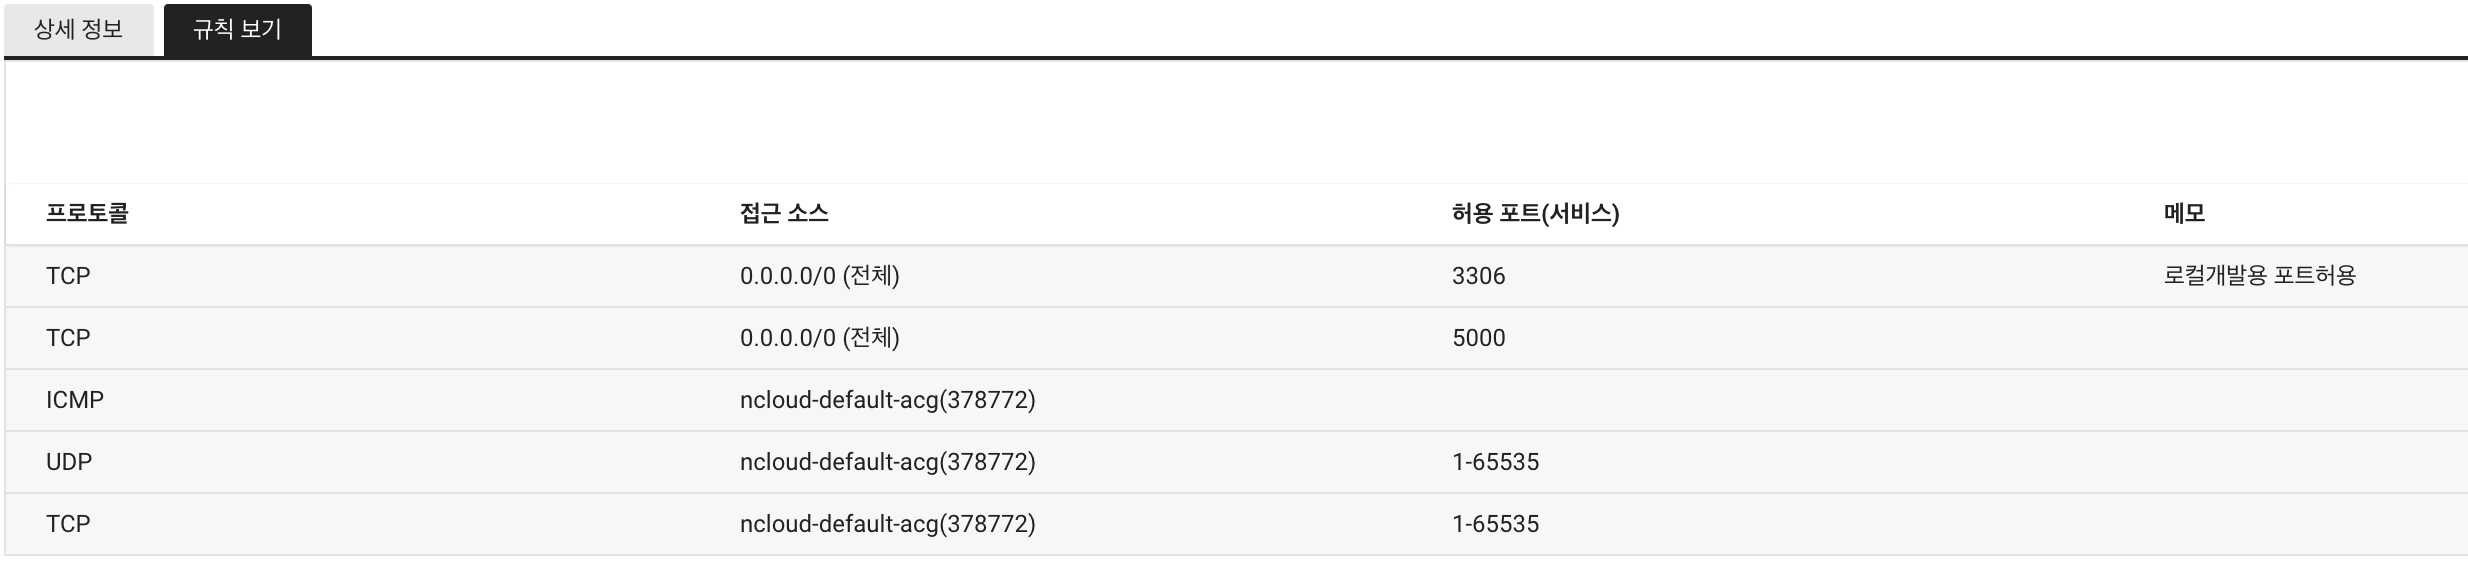 상세 정보 규칙 보기
프로토콜 접근 소스 허용 포트(서비스) 메모
TCP 0.0.0.0/0 (전체) 3306 로컬개발용 포트허용
TCP 0.0.0.0/0 (전체) 5000
ICMP ncloud-default-acg(378772)
UDP ncloud-default-acg(378772) 1-65535
TCP ncloud-default-acg(378772) 1-65535